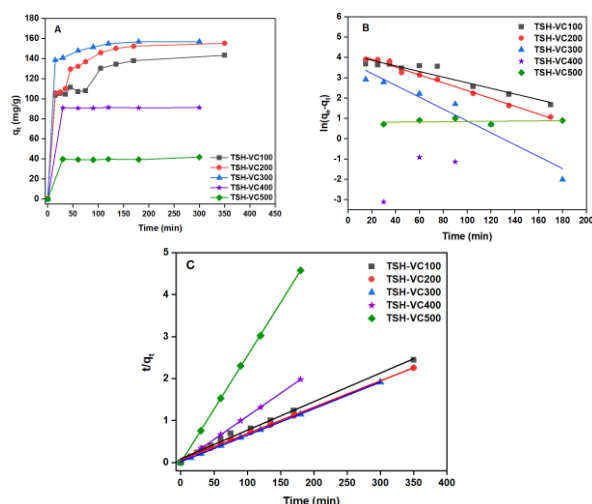 A
q_t (mg/g)
180
160
140
120
100
80
60
40
20
0
TSH-VC100
TSH-VC200
TSH-VC300
TSH-VC400
TSH-VC500
0 50 100 150 200 250 300 350 400 450
Time (min)
B
ln(q_e-q_t)
6
5
4
3
2
1
0
-1
-2
-3
TSH-VC100
TSH-VC200
TSH-VC300
TSH-VC400
TSH-VC500
0 20 40 60 80 100 120 140 160 180 200
Time (min)
C
t/q_t
5
4
3
2
1
0
TSH-VC100
TSH-VC200
TSH-VC300
TSH-VC400
TSH-VC500
0 50 100 150 200 250 300 350 400
Time (min)